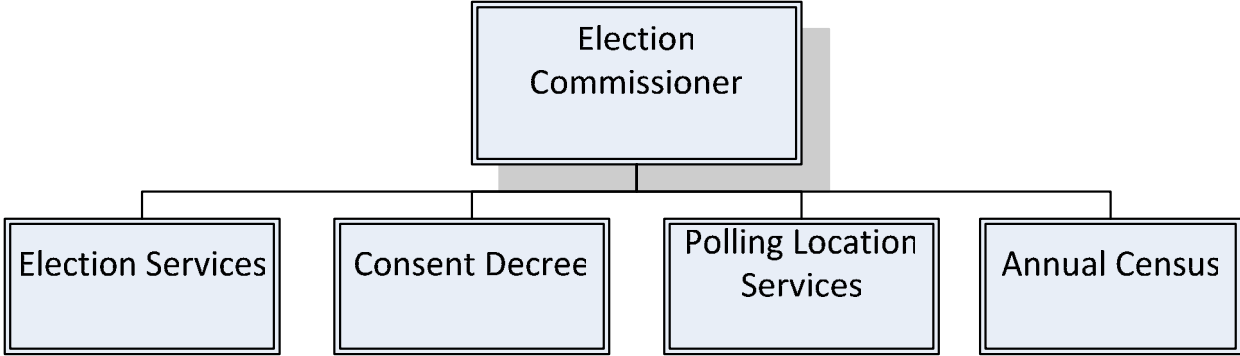 Election
Commissioner
Election Services
Consent Decree
Polling Location
Services
Annual Census